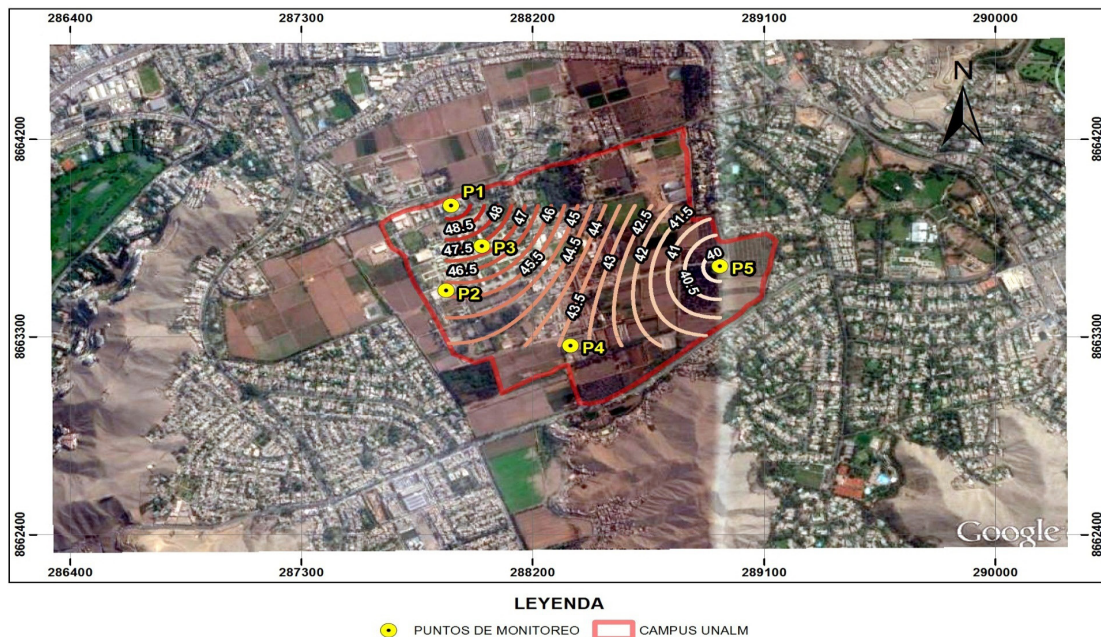 286400 287300 288200 289100 290000
N
8664200 8664200
P1
48.5 48 47 46 45 44 42.5 41.5
47.5 P3
46.5 45.5 44.5 43 42 41 40
P2 P5
43.5 40.5
8663300 8663300
P4
Google
8662400 8662400
286400 287300 288200 289100 290000
LEYENDA
PUNTOS DE MONITOREO CAMPUS UNALM